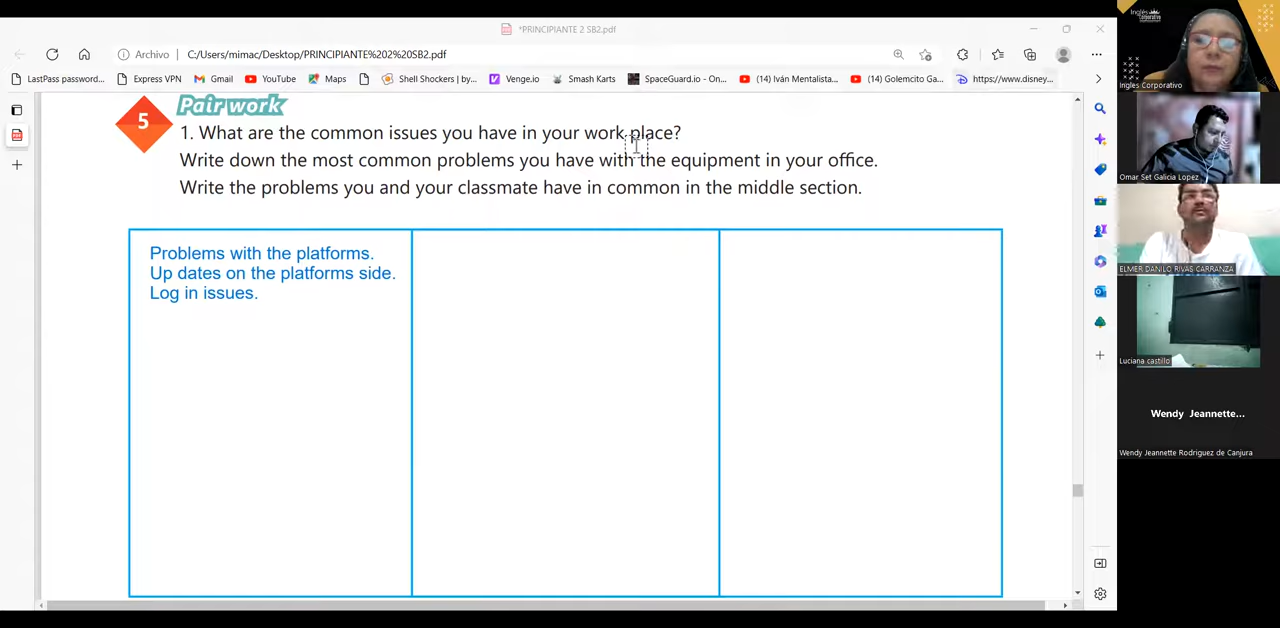 *PRINCIPIANTE 2 SB2.pdf
Archivo
C:/Users/mimac/Desktop/PRINCIPIANTE%202%20SB2.pdf
LastPass password...
Express VPN
Gmail
YouTube
Maps
Shell Shockers | by...
Venge.io
Smash Karts
SpaceGuard.io - On...
(14) Iván Mentalista...
(14) Golemcito Ga...
https://www.disney...
5
Pair work
1. What are the common issues you have in your work place?
Write down the most common problems you have with the equipment in your office.
Write the problems you and your classmate have in common in the middle section.
Problems with the platforms.
Up dates on the platforms side.
Log in issues.
Inglés
Corporativo
Ingles Corporativo
Omar Set Galicia Lopez
ELMER DANILO RIVAS CARRANZA
Luciana castillo
Wendy Jeannette...
Wendy Jeannette Rodriguez de Canjura